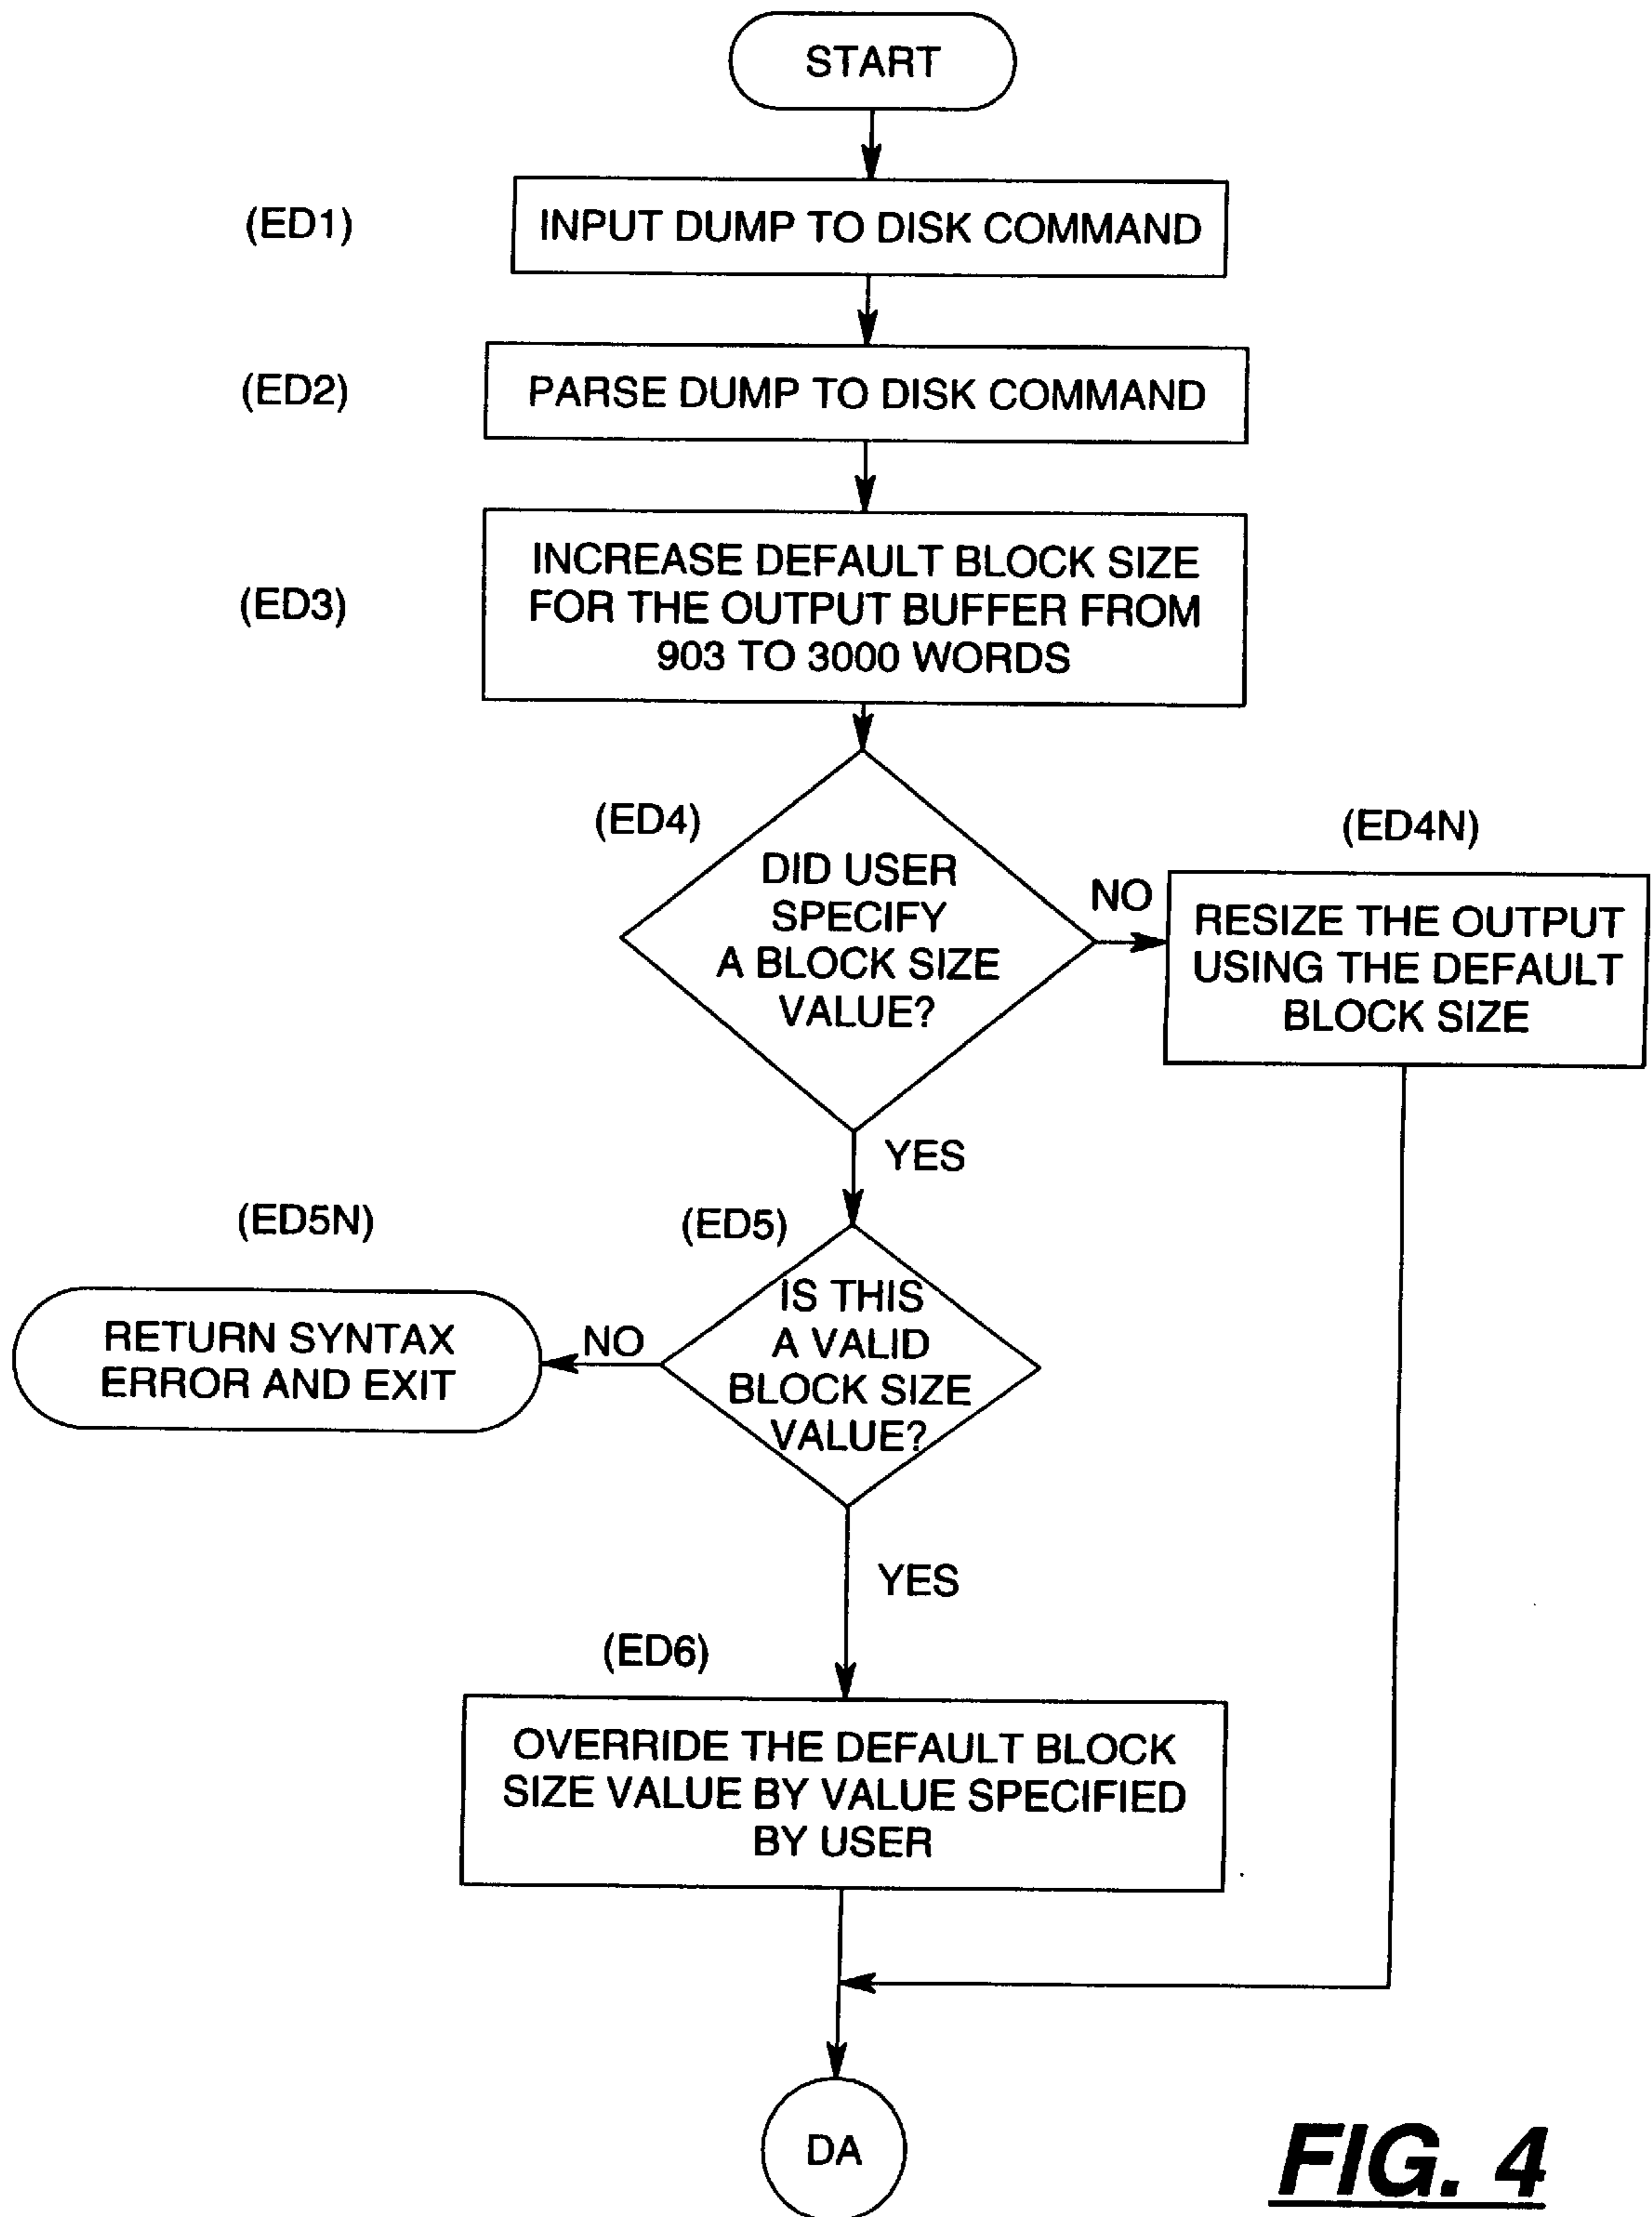 START
(ED1)
INPUT DUMP TO DISK COMMAND
(ED2)
PARSE DUMP TO DISK COMMAND
(ED3)
INCREASE DEFAULT BLOCK SIZE
FOR THE OUTPUT BUFFER FROM
903 TO 3000 WORDS
(ED4)
DID USER
SPECIFY
A BLOCK SIZE
VALUE?
NO
(ED4N)
RESIZE THE OUTPUT
USING THE DEFAULT
BLOCK SIZE
YES
(ED5)
IS THIS
A VALID
BLOCK SIZE
VALUE?
NO
(ED5N)
RETURN SYNTAX
ERROR AND EXIT
YES
(ED6)
OVERRIDE THE DEFAULT BLOCK
SIZE VALUE BY VALUE SPECIFIED
BY USER
DA
FIG. 4